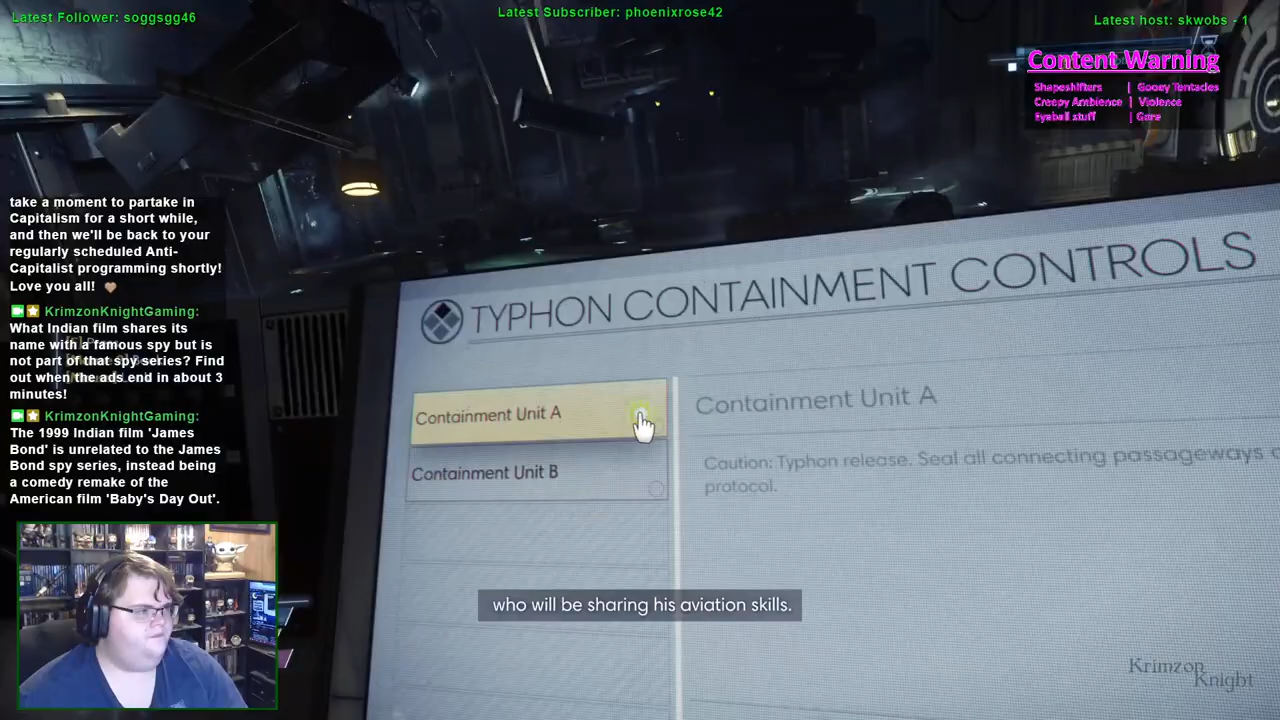 Latest Follower: soggsgg46
Latest Subscriber: phoenixrose42
Latest host: skwobs - 1
Content Warning
Shapeshifters | Gooey Tentacles
Creepy Ambience | Violence
Eyeball stuff | Gore
take a moment to partake in
Capitalism for a short while,
and then we'll be back to your
regularly scheduled Anti-
Capitalist programming shortly!
Love you all!
KrimzonKnightGaming:
What Indian film shares its
name with a famous spy but is
not part of that spy series? Find
out when the ads end in about 3
minutes!
KrimzonKnightGaming:
The 1999 Indian film 'James
Bond' is unrelated to the James
Bond spy series, instead being
a comedy remake of the
American film 'Baby's Day Out'.
TYPHON CONTAINMENT CONTROLS
Containment Unit A
Containment Unit B
Containment Unit A
Caution: Typhon release. Seal all connecting passageways
protocol.
who will be sharing his aviation skills.
Krimzon
Knight